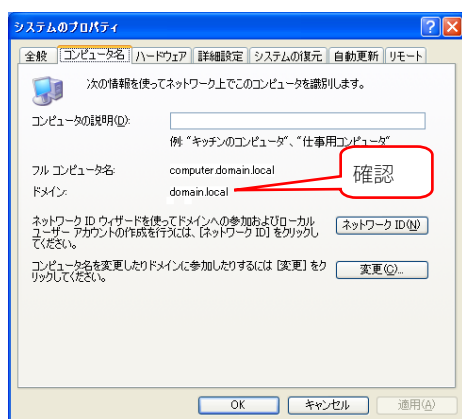 システムのプロパティ
全般 コンピュータ名 ハードウェア 詳細設定 システムの復元 自動更新 リモート
次の情報を使ってネットワーク上でこのコンピュータを識別します。
コンピュータの説明(D):
例: "キッチンのコンピュータ"、"仕事用コンピュータ"
フル コンピュータ名: computer.domain.local
確認
ドメイン: domain.local
ネットワーク ID ウィザードを使ってドメインへの参加およびローカル
ユーザー アカウントの作成を行うには、[ネットワーク ID] をクリックし
てください。
ネットワーク ID(N)
コンピュータ名を変更したりドメインに参加したりするには [変更] をク
リックしてください。
変更(C)...
OK キャンセル 適用(A)